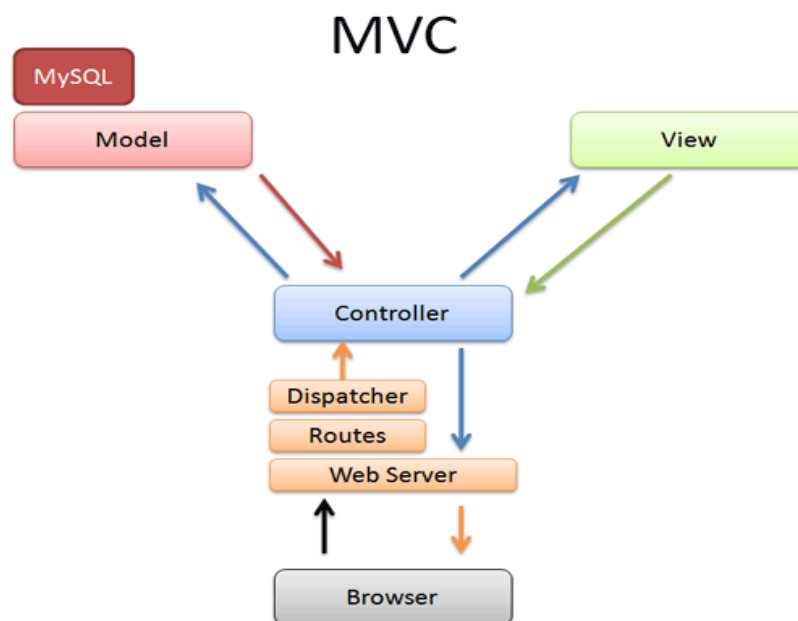 MVC
MySQL
Model
View
Controller
Dispatcher
Routes
Web Server
Browser